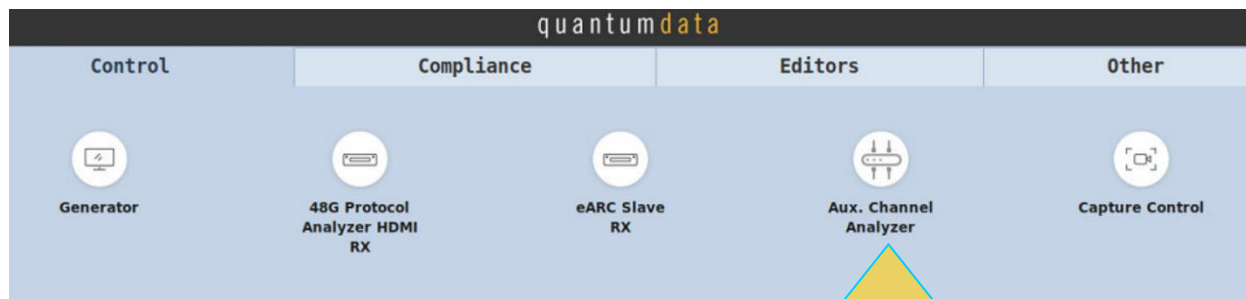 quantumdata
Control Compliance Editors Other
Generator
48G Protocol
Analyzer HDMI
RX
eARC Slave
RX
Aux. Channel
Analyzer
Capture Control